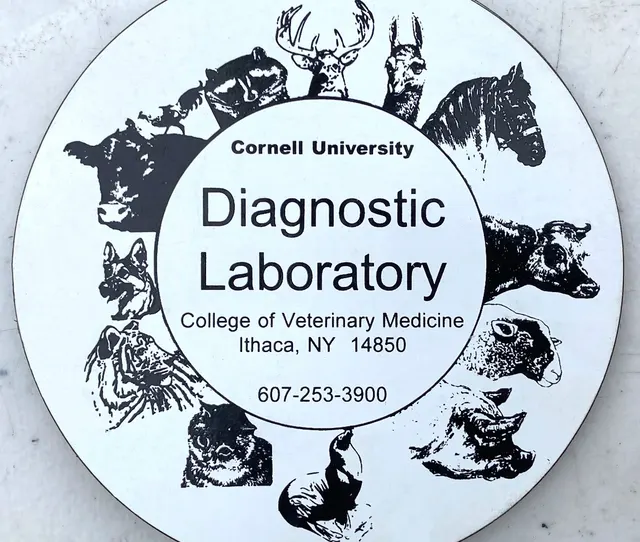 Cornell University
Diagnostic
Laboratory
College of Veterinary Medicine
Ithaca, NY 14850
607-253-3900